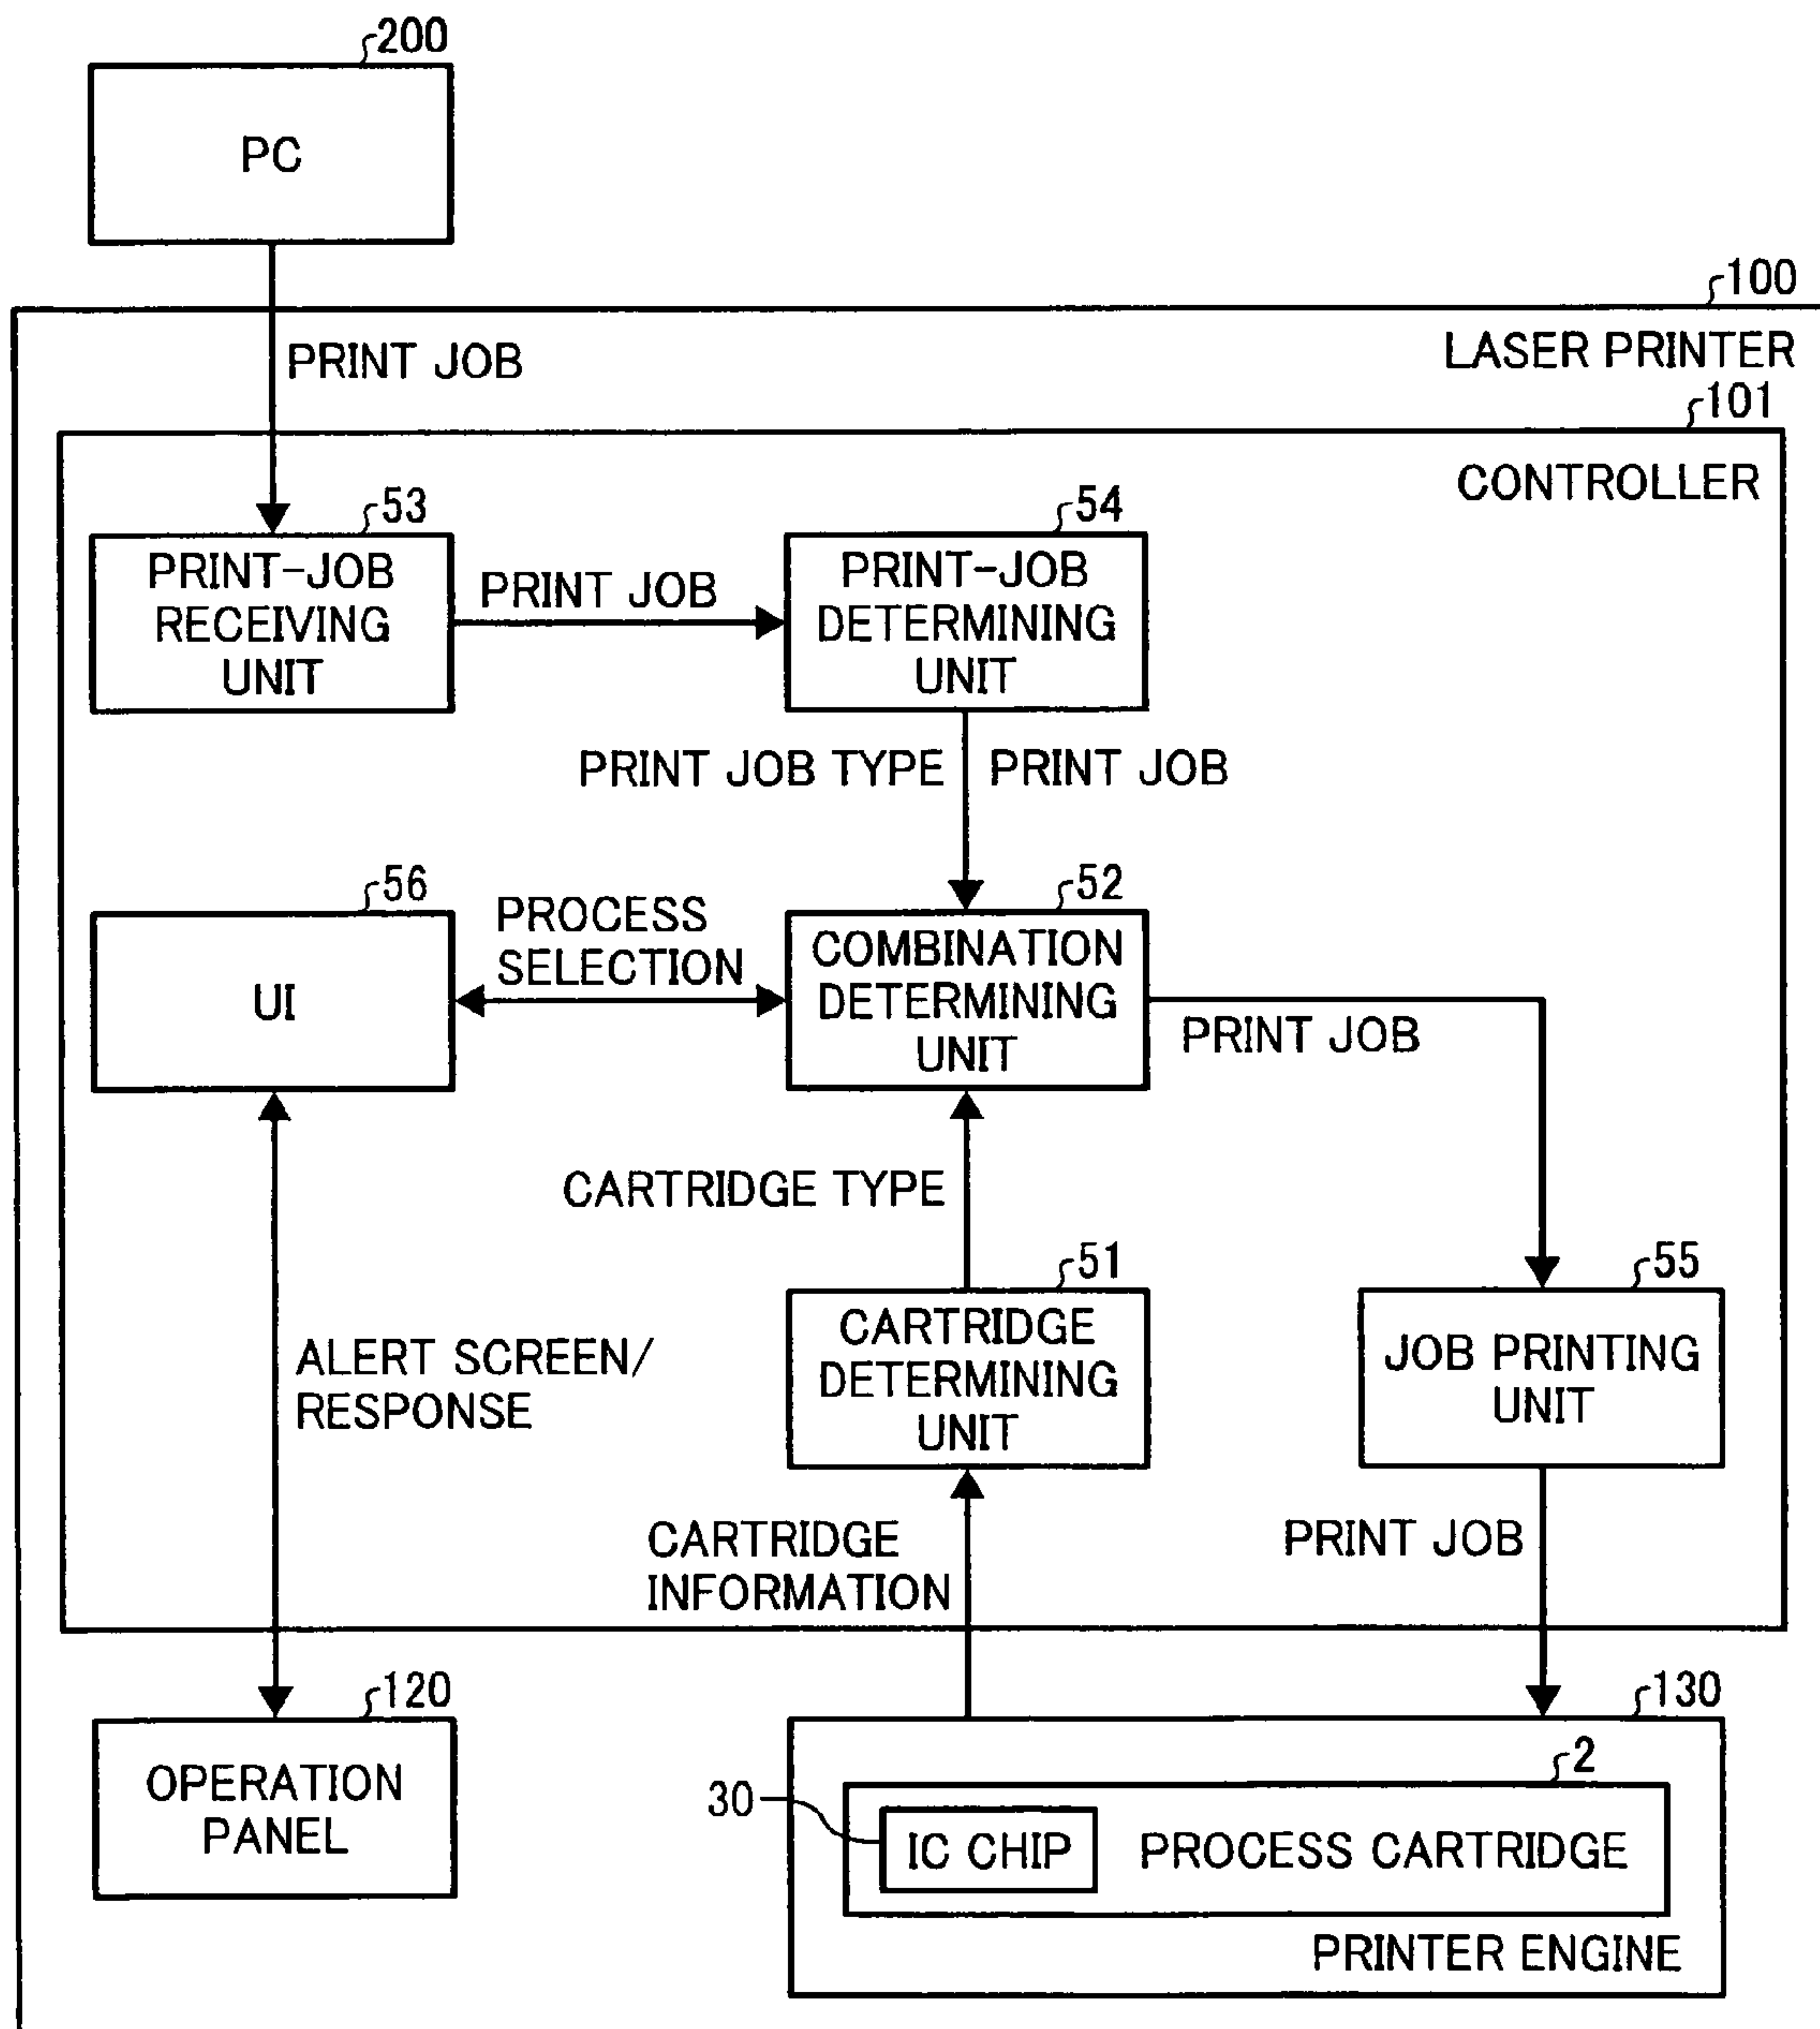 200
PC
100
PRINT JOB
LASER PRINTER
101
CONTROLLER
53
54
PRINT-JOB
RECEIVING
UNIT
PRINT JOB
PRINT-JOB
DETERMINING
UNIT
PRINT JOB TYPE
PRINT JOB
56
52
UI
PROCESS
SELECTION
COMBINATION
DETERMINING
UNIT
PRINT JOB
CARTRIDGE TYPE
51
55
ALERT SCREEN/
RESPONSE
CARTRIDGE
DETERMINING
UNIT
JOB PRINTING
UNIT
CARTRIDGE
INFORMATION
PRINT JOB
120
130
OPERATION
PANEL
2
30
IC CHIP
PROCESS CARTRIDGE
PRINTER ENGINE